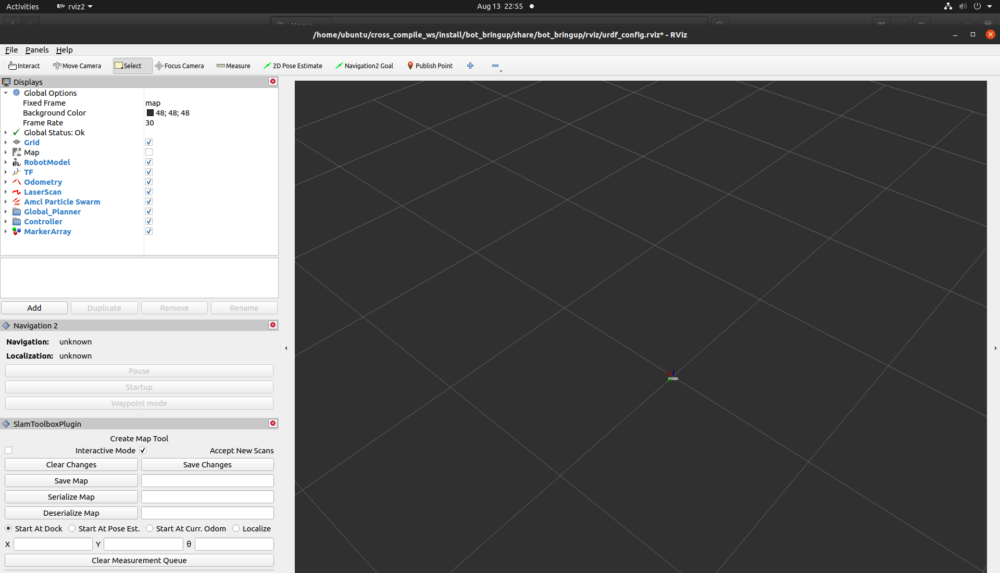 Activities rviz2 Aug 13 22:55
Home
/home/ubuntu/cross_compile_ws/install/bot_bringup/share/bot_bringup/rviz/urdf_config.rviz* - RViz
File Panels Help
Interact Move Camera Select Focus Camera Measure 2D Pose Estimate Navigation2 Goal Publish Point
Displays
Global Options
Fixed Frame map
Background Color 48; 48; 48
Frame Rate 30
Global Status: Ok
Grid
Map
RobotModel
TF
Odometry
LaserScan
Amcl Particle Swarm
Global_Planner
Controller
MarkerArray
Add Duplicate Remove Rename
Navigation 2
Navigation: unknown
Localization: unknown
Pause
Startup
Waypoint mode
SlamToolboxPlugin
Create Map Tool
Interactive Mode Accept New Scans
Clear Changes Save Changes
Save Map
Serialize Map
Deserialize Map
Start At Dock Start At Pose Est. Start At Curr. Odom Localize
X Y θ
Clear Measurement Queue